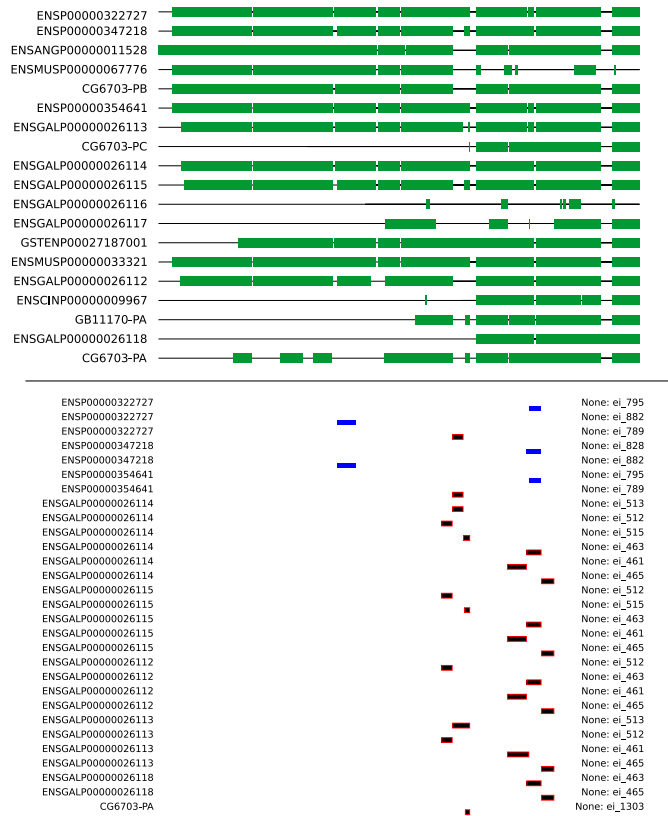 ENSP00000322727
ENSP00000347218
ENSANGP00000011528
ENSMUSP00000067776
CG6703-PB
ENSP00000354641
ENSGALP00000026113
CG6703-PC
ENSGALP00000026114
ENSGALP00000026115
ENSGALP00000026116
ENSGALP00000026117
GSTENP00027187001
ENSMUSP00000033321
ENSGALP00000026112
ENSCINP00000009967
GB11170-PA
ENSGALP00000026118
CG6703-PA
ENSP00000322727 None: ei_795
ENSP00000322727 None: ei_882
ENSP00000322727 None: ei_789
ENSP00000347218 None: ei_828
ENSP00000347218 None: ei_882
ENSP00000354641 None: ei_795
ENSP00000354641 None: ei_789
ENSGALP00000026114 None: ei_513
ENSGALP00000026114 None: ei_512
ENSGALP00000026114 None: ei_515
ENSGALP00000026114 None: ei_463
ENSGALP00000026114 None: ei_461
ENSGALP00000026114 None: ei_465
ENSGALP00000026115 None: ei_512
ENSGALP00000026115 None: ei_515
ENSGALP00000026115 None: ei_463
ENSGALP00000026115 None: ei_461
ENSGALP00000026115 None: ei_465
ENSGALP00000026112 None: ei_512
ENSGALP00000026112 None: ei_463
ENSGALP00000026112 None: ei_461
ENSGALP00000026112 None: ei_465
ENSGALP00000026113 None: ei_513
ENSGALP00000026113 None: ei_512
ENSGALP00000026113 None: ei_461
ENSGALP00000026113 None: ei_465
ENSGALP00000026118 None: ei_463
ENSGALP00000026118 None: ei_465
CG6703-PA None: ei_1303